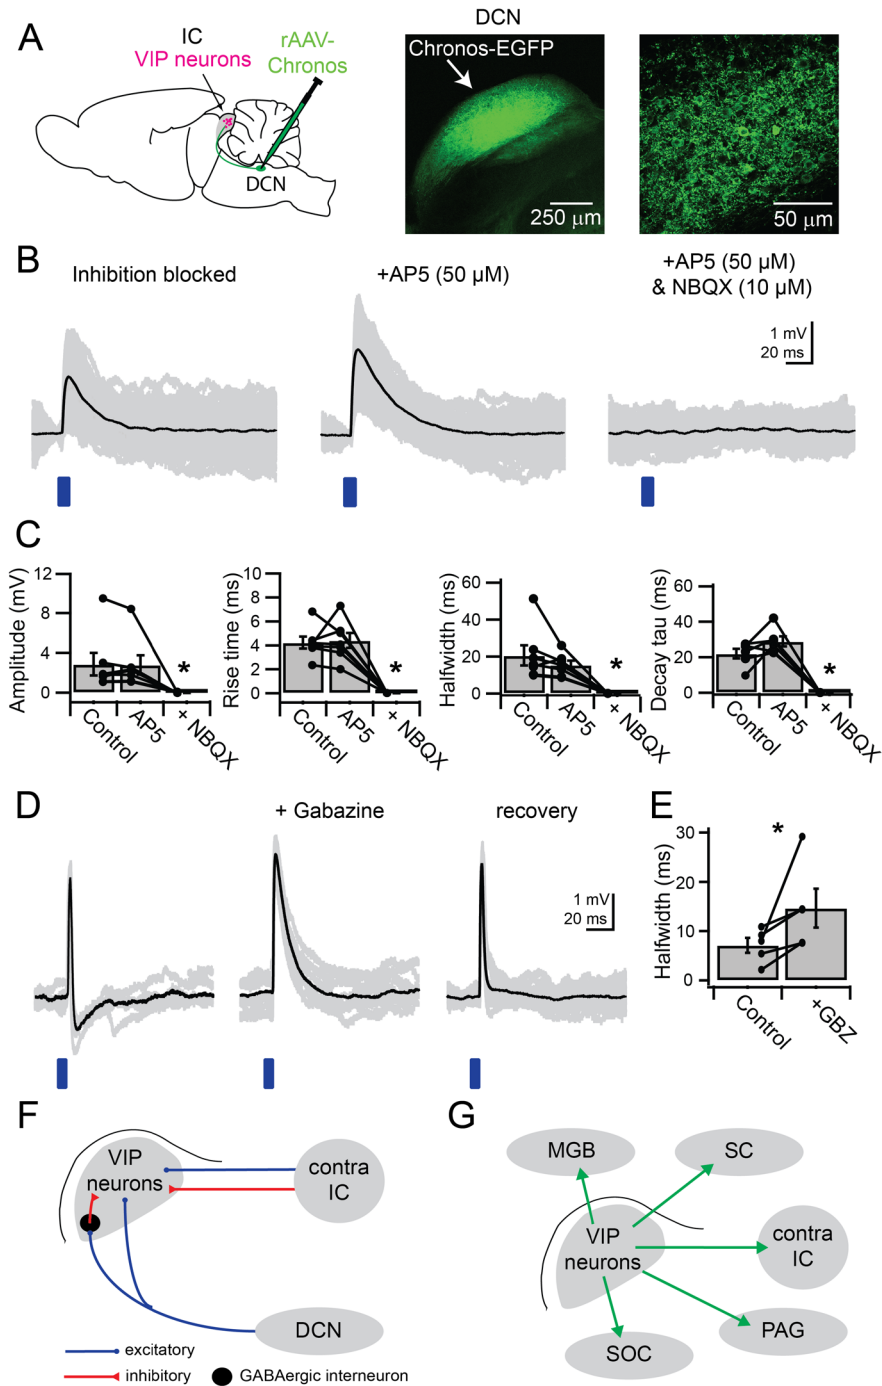 A
IC
VIP neurons
rAAV-
Chronos
DCN
DCN
Chronos-EGFP
250 µm
50 µm
B
Inhibition blocked
+AP5 (50 µM)
+AP5 (50 µM)
& NBQX (10 µM)
1 mV
20 ms
C
Amplitude (mV)
12
8
4
0
*
Control
AP5
+ NBQX
Rise time (ms)
10
8
6
4
2
0
*
Control
AP5
+ NBQX
Halfwidth (ms)
60
40
20
0
*
Control
AP5
+ NBQX
Decay tau (ms)
60
40
20
0
*
Control
AP5
+ NBQX
D
+ Gabazine
recovery
1 mV
20 ms
E
Halfwidth (ms)
30
20
10
0
*
Control
+GBZ
F
VIP
neurons
contra
IC
DCN
excitatory
inhibitory
GABAergic interneuron
G
MGB
SC
VIP
neurons
contra
IC
PAG
SOC